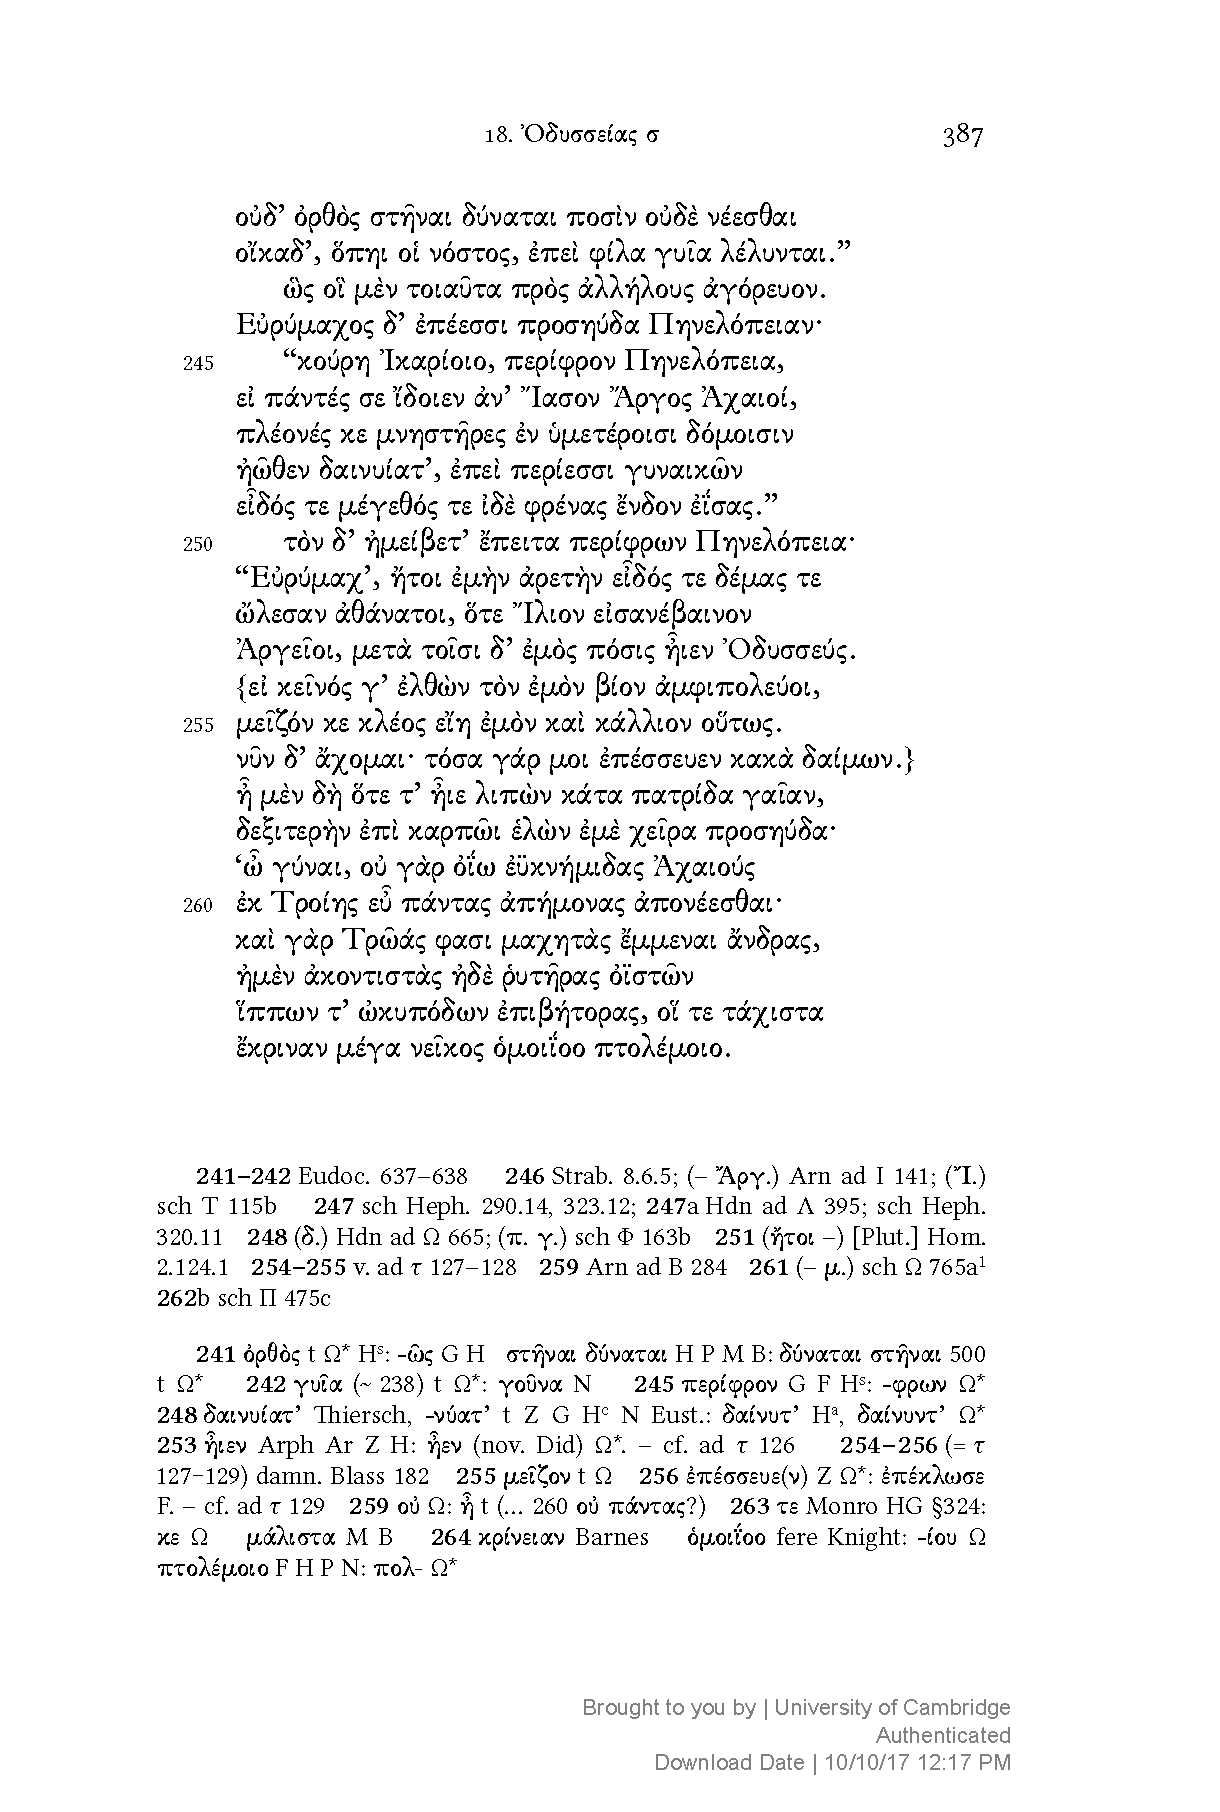 18. Ὀδυσσείας σ 387
οὐδ’ ὀρθὸς στῆναι δύναται ποσὶν οὐδὲ νέεσθαι
οἴκαδ’, ὅπηι οἱ νόστος, ἐπεὶ φίλα γυῖα λέλυνται.”
ὣς οἳ μὲν τοιαῦτα πρὸς ἀλλήλους ἀγόρευον.
Εὐρύμαχος δ’ ἐπέεσσι προσηύδα Πηνελόπειαν·
245 “κούρη Ἰκαρίοιο, περίφρον Πηνελόπεια,
εἰ πάντές σε ἴδοιεν ἀν’ Ἴασον Ἄργος Ἀχαιοί,
πλέονές κε μνηστῆρες ἐν ὑμετέροισι δόμοισιν
ἠῶθεν δαινυίατ’, ἐπεὶ περίεσσι γυναικῶν
εἶδός τε μέγεθός τε ἰδὲ φρένας ἔνδον ἐΐσας.”
250 τὸν δ’ ἠμείβετ’ ἔπειτα περίφρων Πηνελόπεια·
“Εὐρύμαχ’, ἤτοι ἐμὴν ἀρετὴν εἶδός τε δέμας τε
ὤλεσαν ἀθάνατοι, ὅτε Ἴλιον εἰσανέβαινον
Ἀργεῖοι, μετὰ τοῖσι δ’ ἐμὸς πόσις ἦιεν Ὀδυσσεύς.
{εἰ κεῖνός γ’ ἐλθὼν τὸν ἐμὸν βίον ἀμφιπολεύοι,
255 μεῖζόν κε κλέος εἴη ἐμὸν καὶ κάλλιον οὕτως.
νῦν δ’ ἄχομαι· τόσα γάρ μοι ἐπέσσευεν κακὰ δαίμων.}
ἦ μὲν δὴ ὅτε τ’ ἦιε λιπὼν κάτα πατρίδα γαῖαν,
δεξιτερὴν ἐπὶ καρπῶι ἑλὼν ἐμὲ χεῖρα προσηύδα·
‘ὦ γύναι, οὐ γὰρ ὀΐω ἐϋκνήμιδας Ἀχαιούς
260 ἐκ Τροίης εὖ πάντας ἀπήμονας ἀπονέεσθαι·
καὶ γὰρ Τρῶάς φασι μαχητὰς ἔμμεναι ἄνδρας,
ἠμὲν ἀκοντιστὰς ἠδὲ ῥυτῆρας ὀϊστῶν
ἵππων τ’ ὠκυπόδων ἐπιβήτορας, οἵ τε τάχιστα
ἔκριναν μέγα νεῖκος ὁμοιΐοο πτολέμοιο.
241–242 Eudoc. 637–638 246 Strab. 8.6.5; (– Ἄργ.) Arn ad I 141; (Ἴ.)
sch T 115b 247 sch Heph. 290.14, 323.12; 247a Hdn ad Λ 395; sch Heph.
320.11 248 (δ.) Hdn ad Ω 665; (π. γ.) sch Φ 163b 251 (ἤτοι –) [Plut.] Hom.
2.124.1 254–255 v. ad τ 127–128 259 Arn ad B 284 261 (– μ.) sch Ω 765a¹
262b sch Π 475c
241 ὀρθὸς t Ω* Hˢ: -ῶς G H στῆναι δύναται H P M B: δύναται στῆναι 500
t Ω* 242 γυῖα (~ 238) t Ω*: γοῦνα N 245 περίφρον G F Hˢ: -φρων Ω*
248 δαινυίατ’ Thiersch, -νύατ’ t Z G Hᶜ N Eust.: δαίνυτ’ Hᵃ, δαίνυντ’ Ω*
253 ἦιεν Arph Ar Z H: ἦεν (nov. Did) Ω*. – cf. ad τ 126 254–256 (= τ
127–129) damn. Blass 182 255 μεῖζον t Ω 256 ἐπέσσευε(ν) Z Ω*: ἐπέκλωσε
F. – cf. ad τ 129 259 οὐ Ω: ἦ t (… 260 οὐ πάντας?) 263 τε Monro HG §324:
κε Ω μάλιστα M B 264 κρίνειαν Barnes ὁμοιΐοο fere Knight: -ίου Ω
πτολέμοιο F H P N: πολ- Ω*
Brought to you by | University of Cambridge
Authenticated
Download Date | 10/10/17 12:17 PM